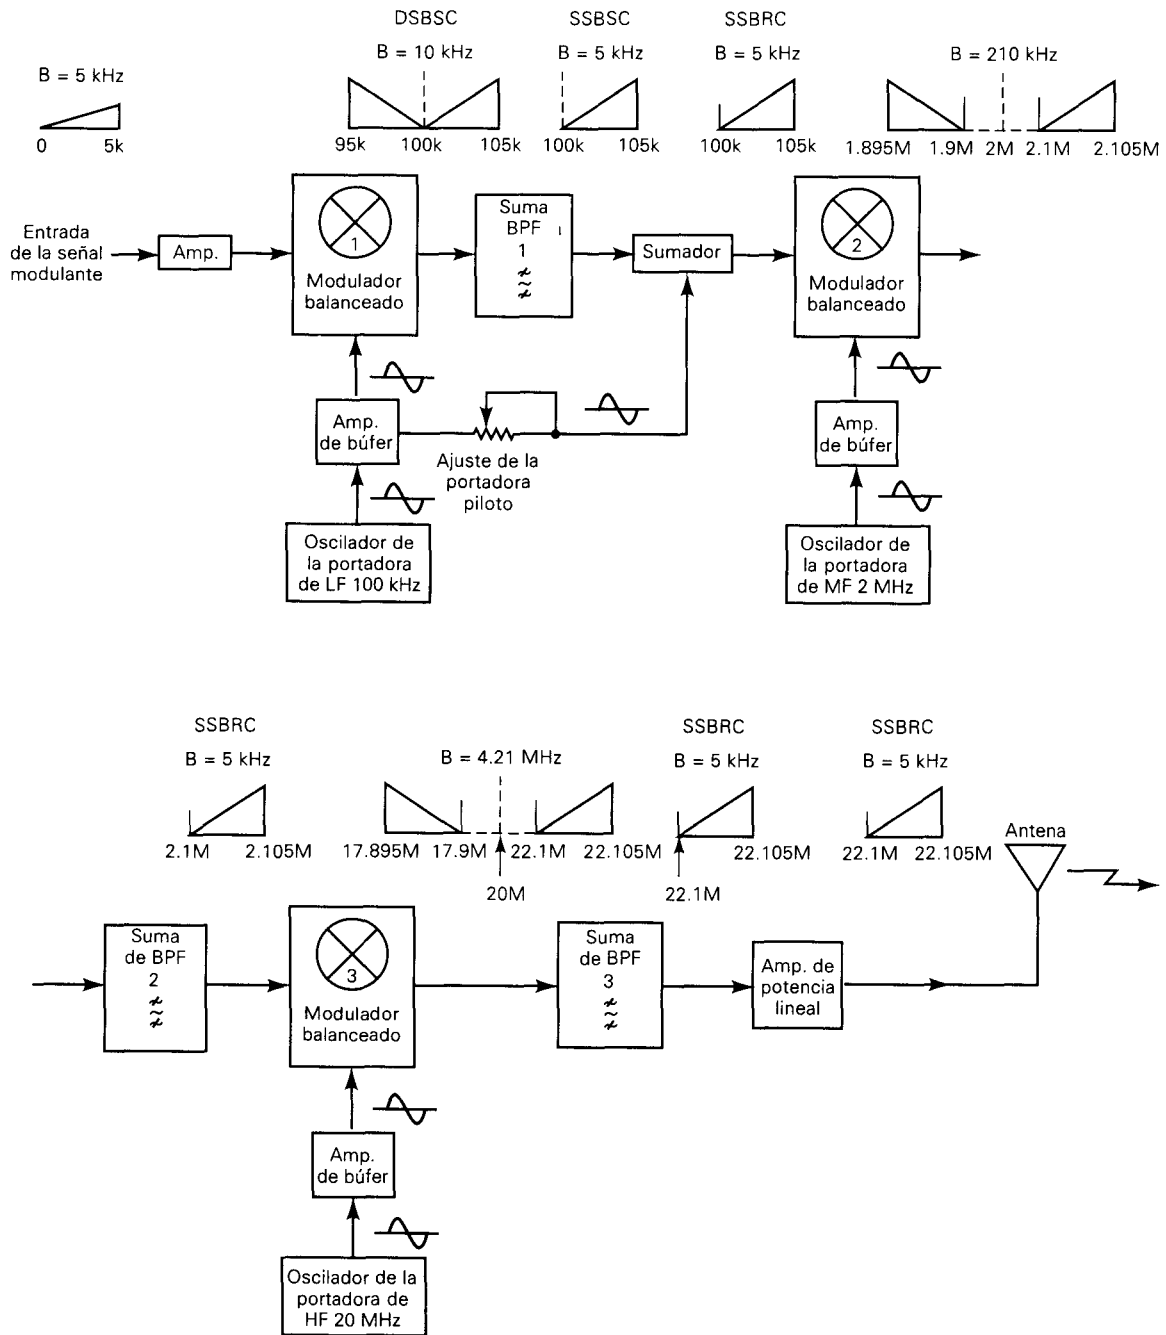 DSBSC
SSBSC
SSBRC
B = 5 kHz
B = 10 kHz
B = 5 kHz
B = 5 kHz
B = 210 kHz
0
5k
95k
100k
105k
100k
105k
100k
105k
1.895M
1.9M
2M
2.1M
2.105M
Entrada
de la señal
modulante
Amp.
1
Modulador
balanceado
Suma
BPF
1
Sumador
2
Modulador
balanceado
Amp.
de búfer
Ajuste de la
portadora
piloto
Amp.
de búfer
Oscilador de
la portadora
de LF 100 kHz
Oscilador de
la portadora
de MF 2 MHz
SSBRC
SSBRC
SSBRC
B = 5 kHz
B = 4.21 MHz
B = 5 kHz
B = 5 kHz
2.1M
2.105M
17.895M
17.9M
22.1M
22.105M
20M
22.105M
22.1M
22.1M
22.105M
Antena
Suma
de BPF
2
3
Modulador
balanceado
Suma
de BPF
3
Amp. de
potencia
lineal
Amp.
de búfer
Oscilador de la
portadora de
HF 20 MHz